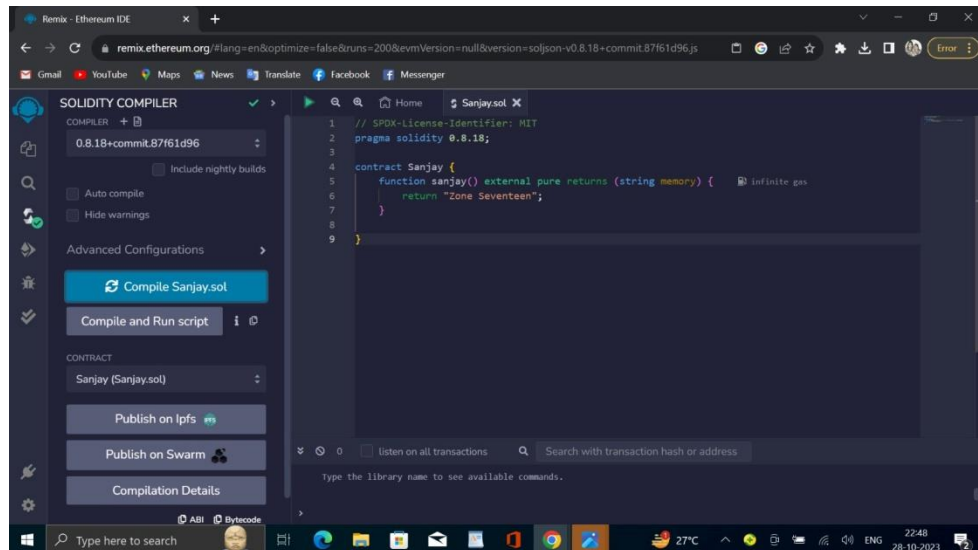 Remix - Ethereum IDE
remix.ethereum.org/#lang=en&optimize=false&runs=200&evmVersion=null&version=soljson-v0.8.18+commit.87f61d96.js
Error
Gmail YouTube Maps News Translate Facebook Messenger
SOLIDITY COMPILER
Home Sanjay.sol
COMPILER
0.8.18+commit.87f61d96
Include nightly builds
Auto compile
Hide warnings
Advanced Configurations
Compile Sanjay.sol
Compile and Run script
CONTRACT
Sanjay (Sanjay.sol)
Publish on Ipfs
Publish on Swarm
Compilation Details
ABI Bytecode
1 // SPDX-License-Identifier: MIT
2 pragma solidity 0.8.18;
3
4 contract Sanjay {
5 function sanjay() external pure returns (string memory) { infinite gas
6 return "Zone Seventeen";
7 }
8
9 }
0 listen on all transactions Search with transaction hash or address
Type the library name to see available commands.
>
Type here to search
27°C ENG 22:48
28-10-2023